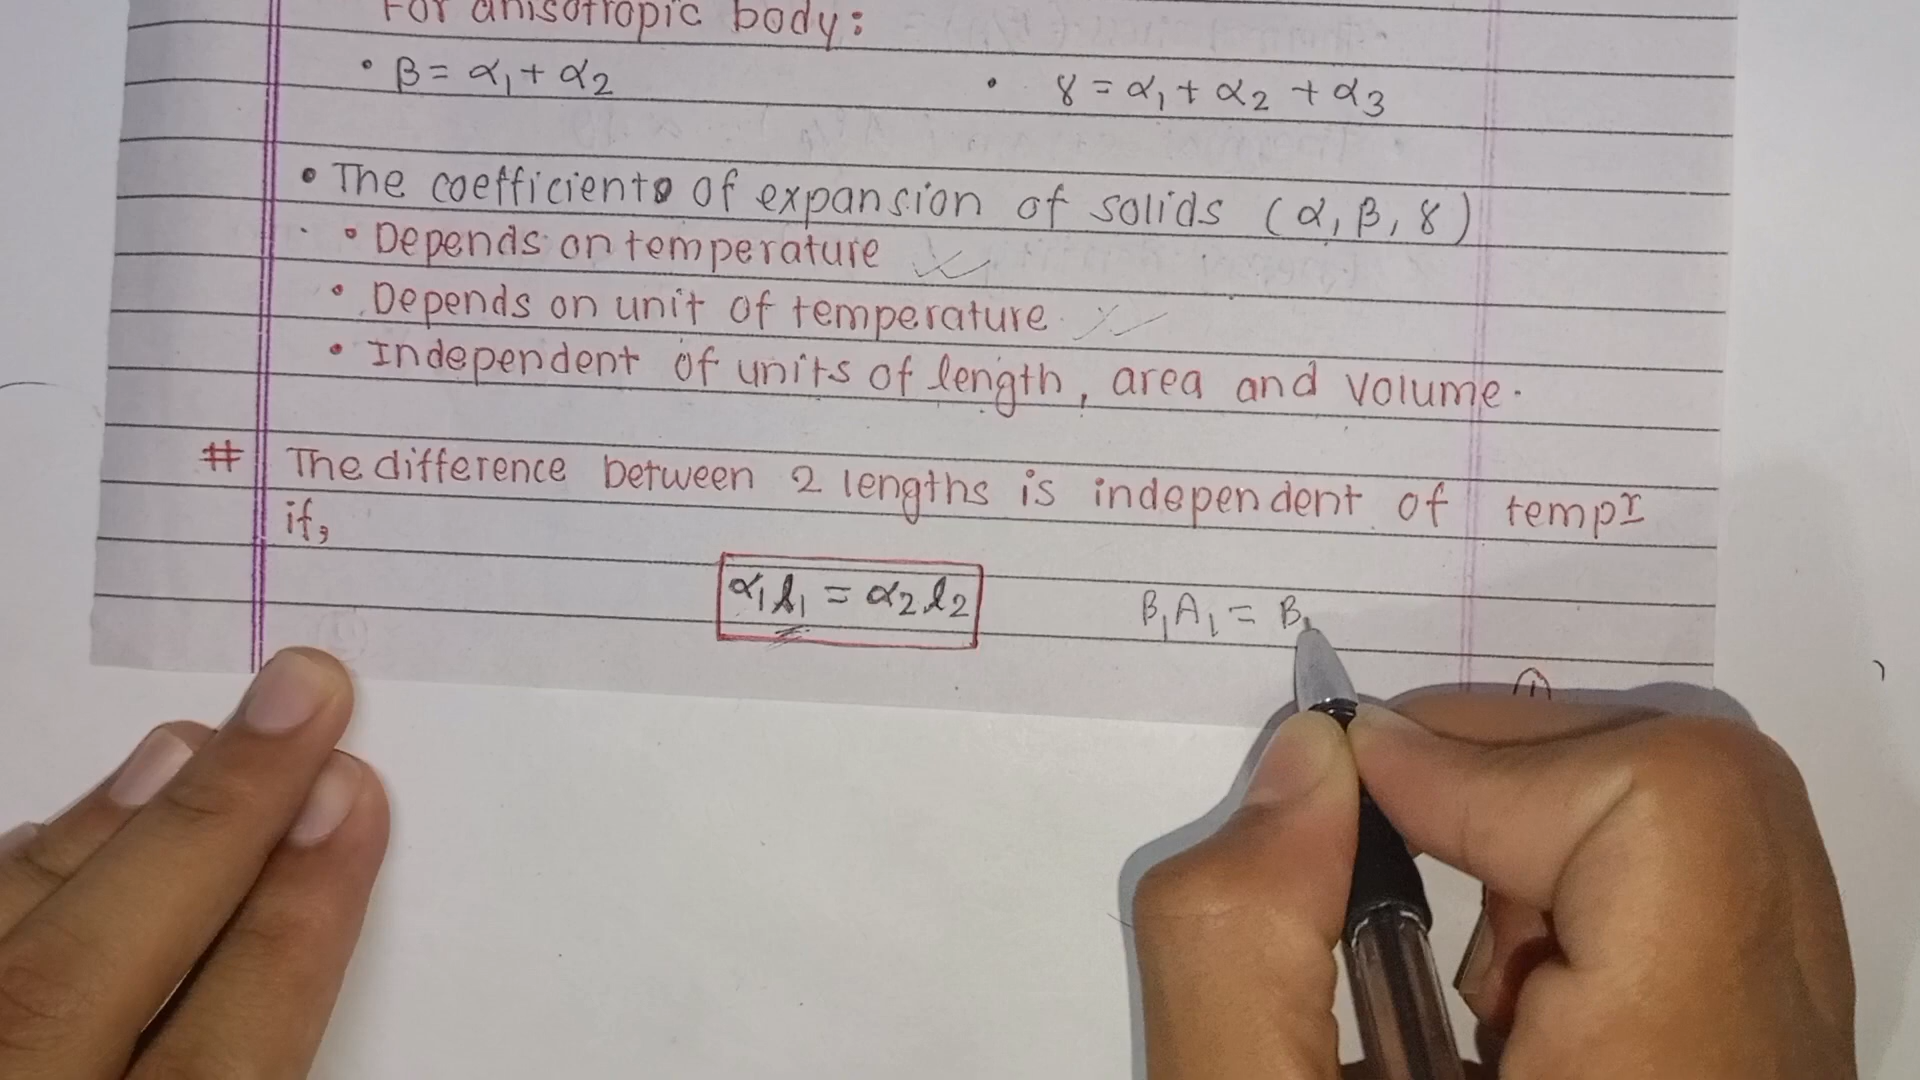 For anisotropic body:
• β = α₁ + α₂ • γ = α₁ + α₂ + α₃
• The coefficients of expansion of solids (α, β, γ)
• Depends on temperature
• Depends on unit of temperature
• Independent of units of length, area and volume.
# The difference between 2 lengths is independent of tempr
if,
α₁l₁ = α₂l₂ β₁A₁ = β